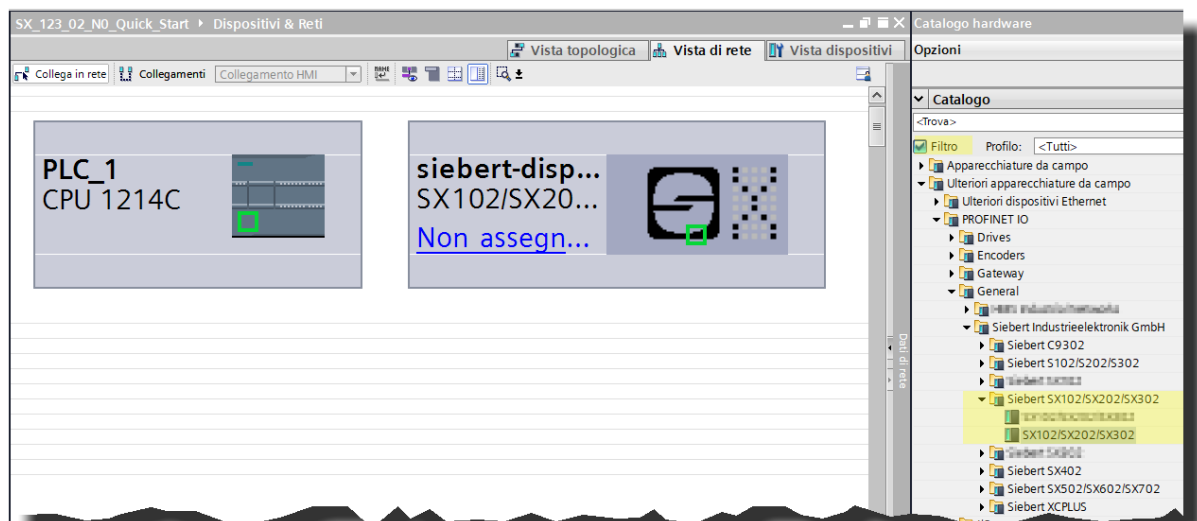 SX_123_02_N0_Quick_Start ▸ Dispositivi & Reti
Vista topologica Vista di rete Vista dispositivi
Collega in rete Collegamenti Collegamento HMI
PLC_1
CPU 1214C
siebert-disp...
SX102/SX20...
Non assegn...
Dati di rete
Catalogo hardware
Opzioni
Catalogo
<Trova>
Filtro Profilo: <Tutti>
Apparecchiature da campo
Ulteriori apparecchiature da campo
Ulteriori dispositivi Ethernet
PROFINET IO
Drives
Encoders
Gateway
General
Siebert Industrieelektronik GmbH
Siebert C9302
Siebert S102/S202/S302
Siebert SX102/SX202/SX302
SX102/SX202/SX302
Siebert SX402
Siebert SX502/SX602/SX702
Siebert XCPLUS